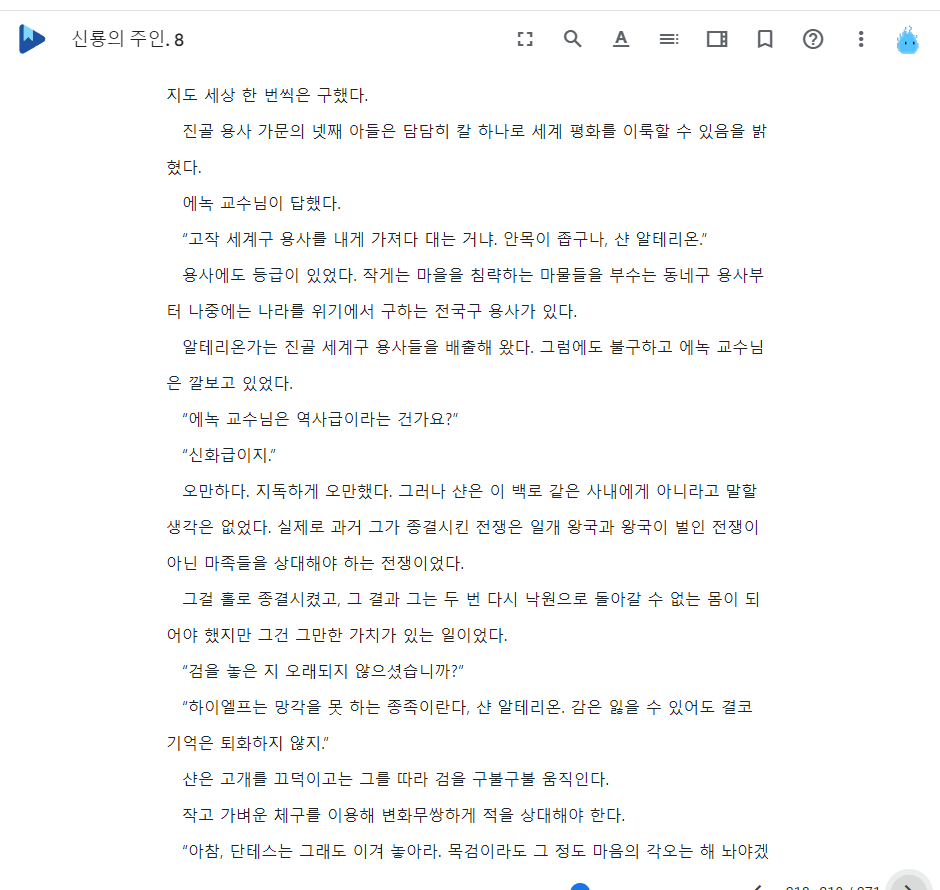 신룡의 주인. 8
지도 세상 한 번씩은 구했다.
진골 용사 가문의 넷째 아들은 담담히 칼 하나로 세계 평화를 이룩할 수 있음을 밝
혔다.
에녹 교수님이 답했다.
“고작 세계구 용사를 내게 가져다 대는 거냐. 안목이 좁구나, 샨 알테리온.”
용사에도 등급이 있었다. 작게는 마을을 침략하는 마물들을 부수는 동네구 용사부
터 나중에는 나라를 위기에서 구하는 전국구 용사가 있다.
알테리온가는 진골 세계구 용사들을 배출해 왔다. 그럼에도 불구하고 에녹 교수님
은 깔보고 있었다.
“에녹 교수님은 역사급이라는 건가요?”
“신화급이지.”
오만하다. 지독하게 오만했다. 그러나 샨은 이 백로 같은 사내에게 아니라고 말할
생각은 없었다. 실제로 과거 그가 종결시킨 전쟁은 일개 왕국과 왕국이 벌인 전쟁이
아닌 마족들을 상대해야 하는 전쟁이었다.
그걸 홀로 종결시켰고, 그 결과 그는 두 번 다시 낙원으로 돌아갈 수 없는 몸이 되
어야 했지만 그건 그만한 가치가 있는 일이었다.
“검을 놓은 지 오래되지 않으셨습니까?”
“하이엘프는 망각을 못 하는 종족이란다, 샨 알테리온. 감은 잃을 수 있어도 결코
기억은 퇴화하지 않지.”
샨은 고개를 끄덕이고는 그를 따라 검을 구불구불 움직인다.
작고 가벼운 체구를 이용해 변화무쌍하게 적을 상대해야 한다.
“아참, 단테스는 그래도 이겨 놓아라. 목검이라도 그 정도 마음의 각오는 해 놔야겠